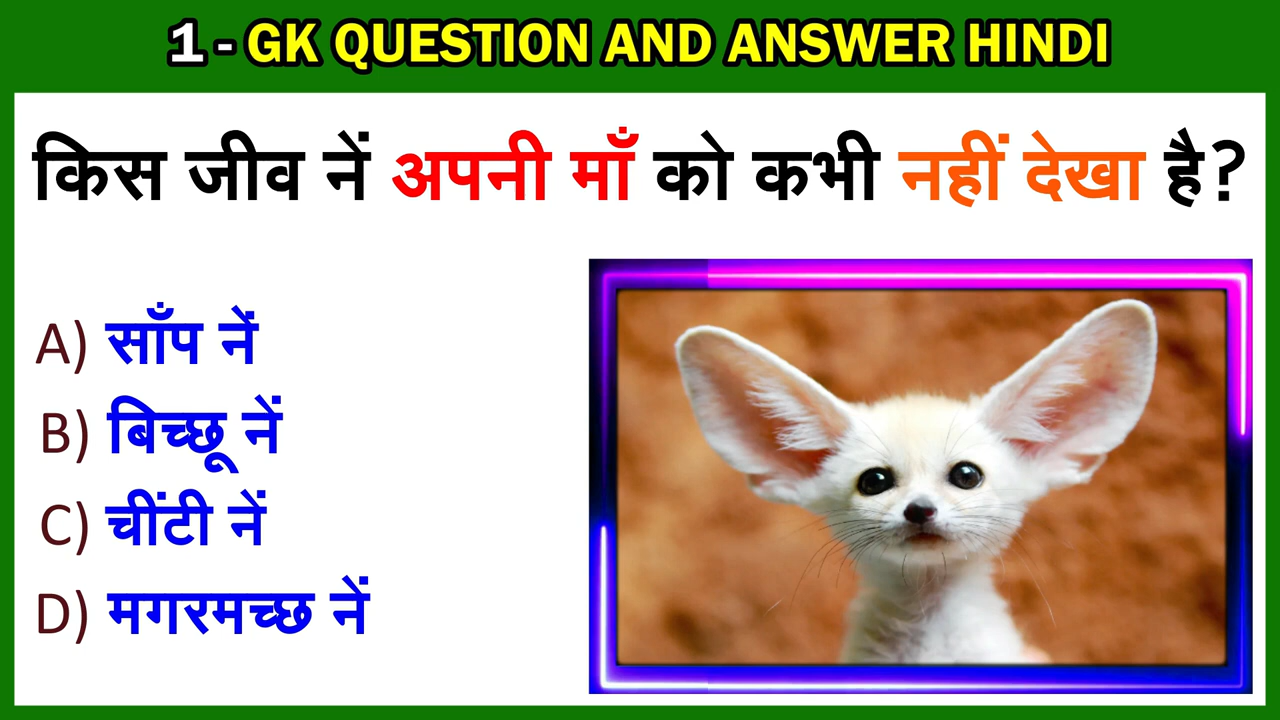 1 - GK QUESTION AND ANSWER HINDI
किस जीव नें अपनी माँ को कभी नहीं देखा है?
A) साँप नें
B) बिच्छू नें
C) चींटी नें
D) मगरमच्छ नें